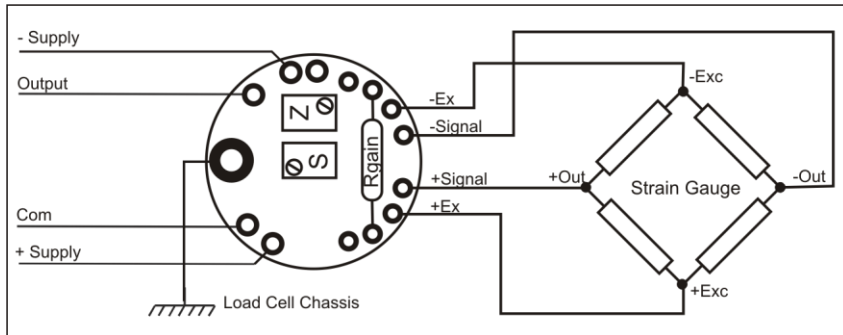 - Supply
Output
Com
+ Supply
Load Cell Chassis
Z
S
Rgain
-Ex
-Signal
+Signal
+Ex
-Exc
+Out
Strain Gauge
-Out
+Exc